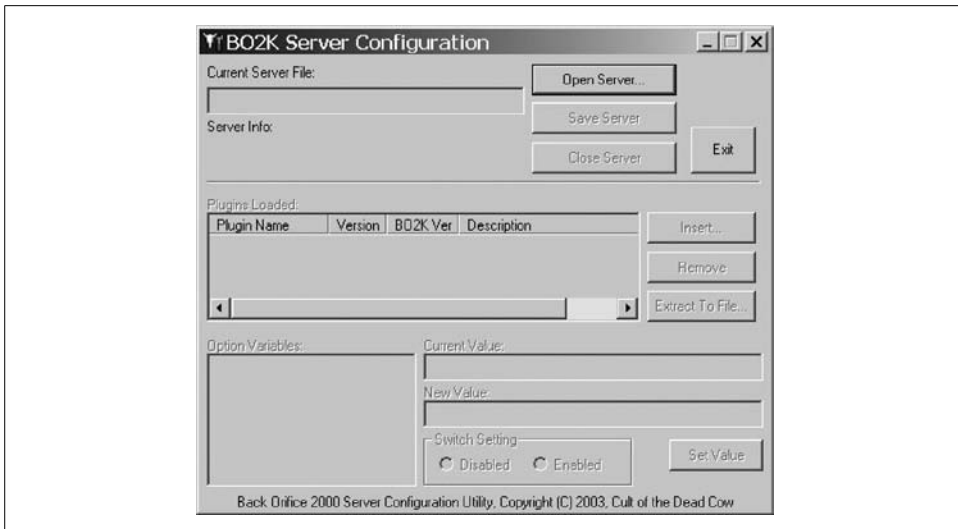 BO2K Server Configuration
Current Server File:
Open Server...
Save Server
Server Info:
Close Server
Exit
Plugins Loaded:
Plugin Name Version BO2K Ver Description
Insert...
Remove
Extract To File...
Option Variables:
Current Value:
New Value:
Switch Setting
Disabled Enabled
Set Value
Back Orifice 2000 Server Configuration Utility, Copyright (C) 2003, Cult of the Dead Cow